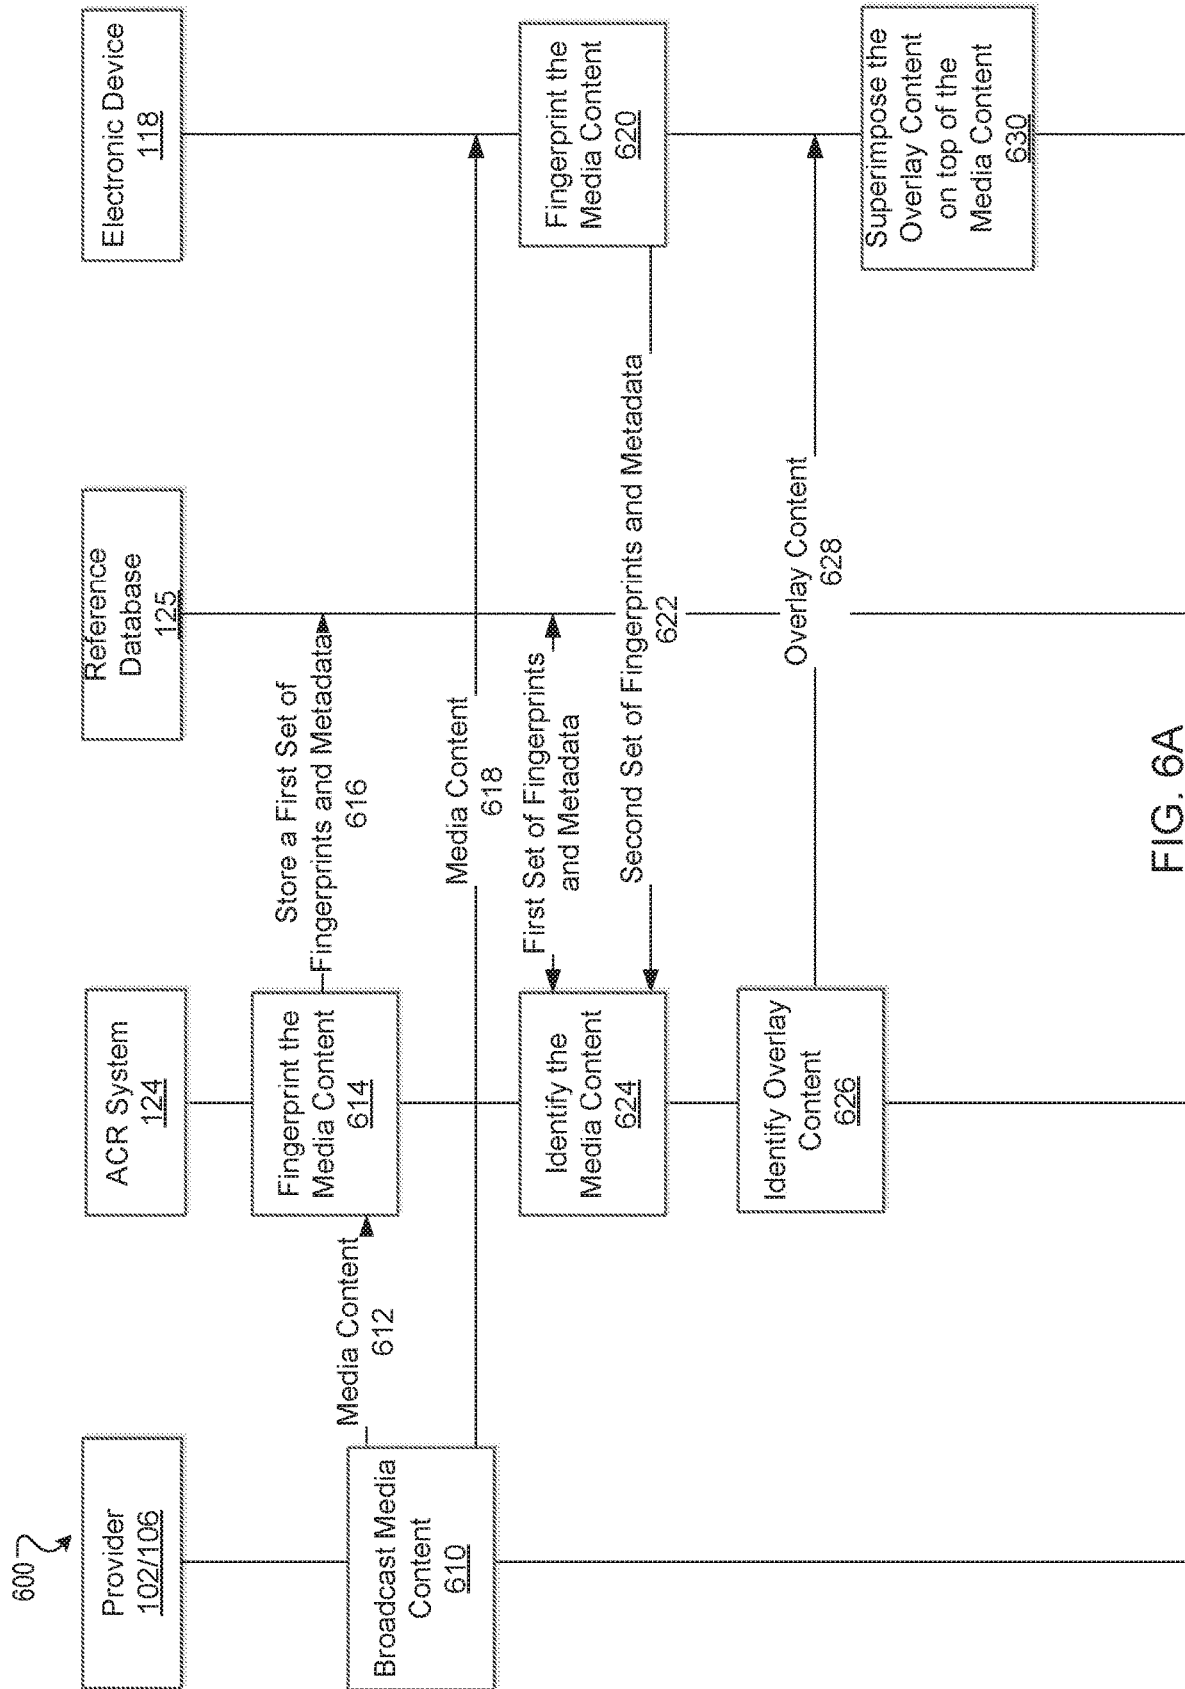 600
Provider
102/106
ACR System
124
Reference
Database
125
Electronic Device
118
Broadcast Media
Content
610
Media Content
612
Fingerprint the
Media Content
614
Store a First Set of
Fingerprints and Metadata
616
Media Content
618
Fingerprint the
Media Content
620
First Set of Fingerprints
and Metadata
Second Set of Fingerprints and Metadata
622
Identify the
Media Content
624
Identify Overlay
Content
626
Overlay Content
628
Superimpose the
Overlay Content
on top of the
Media Content
630
FIG. 6A